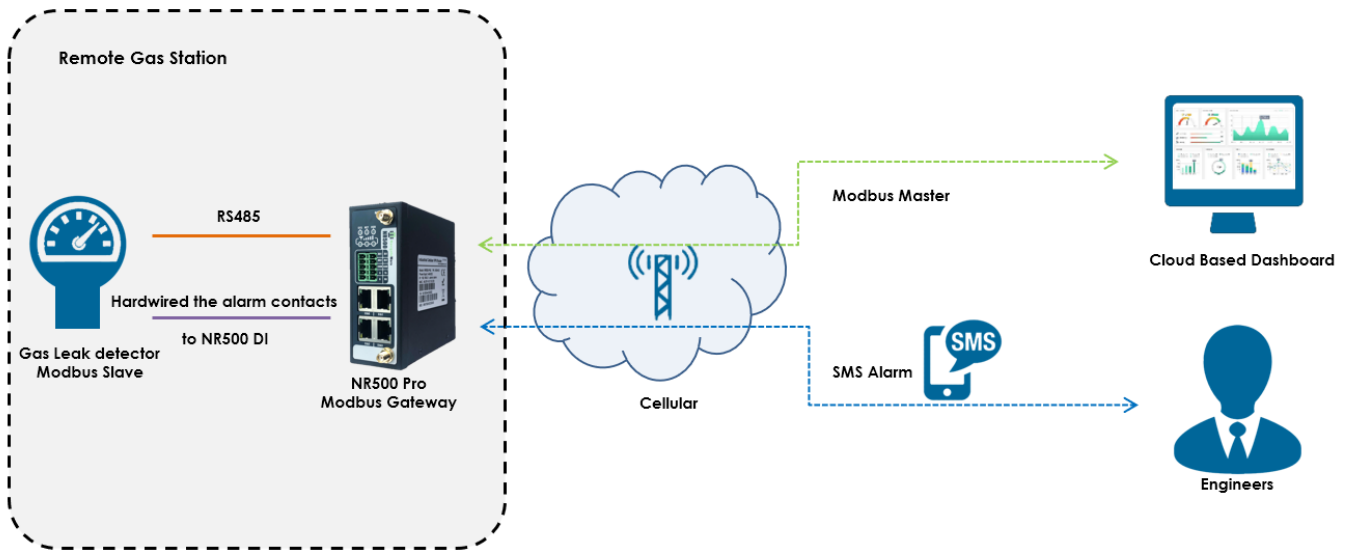 Remote Gas Station
RS485
Hardwired the alarm contacts
to NR500 DI
Gas Leak detector
Modbus Slave
NR500 Pro
Modbus Gateway
Cellular
Modbus Master
SMS Alarm
SMS
Cloud Based Dashboard
Engineers